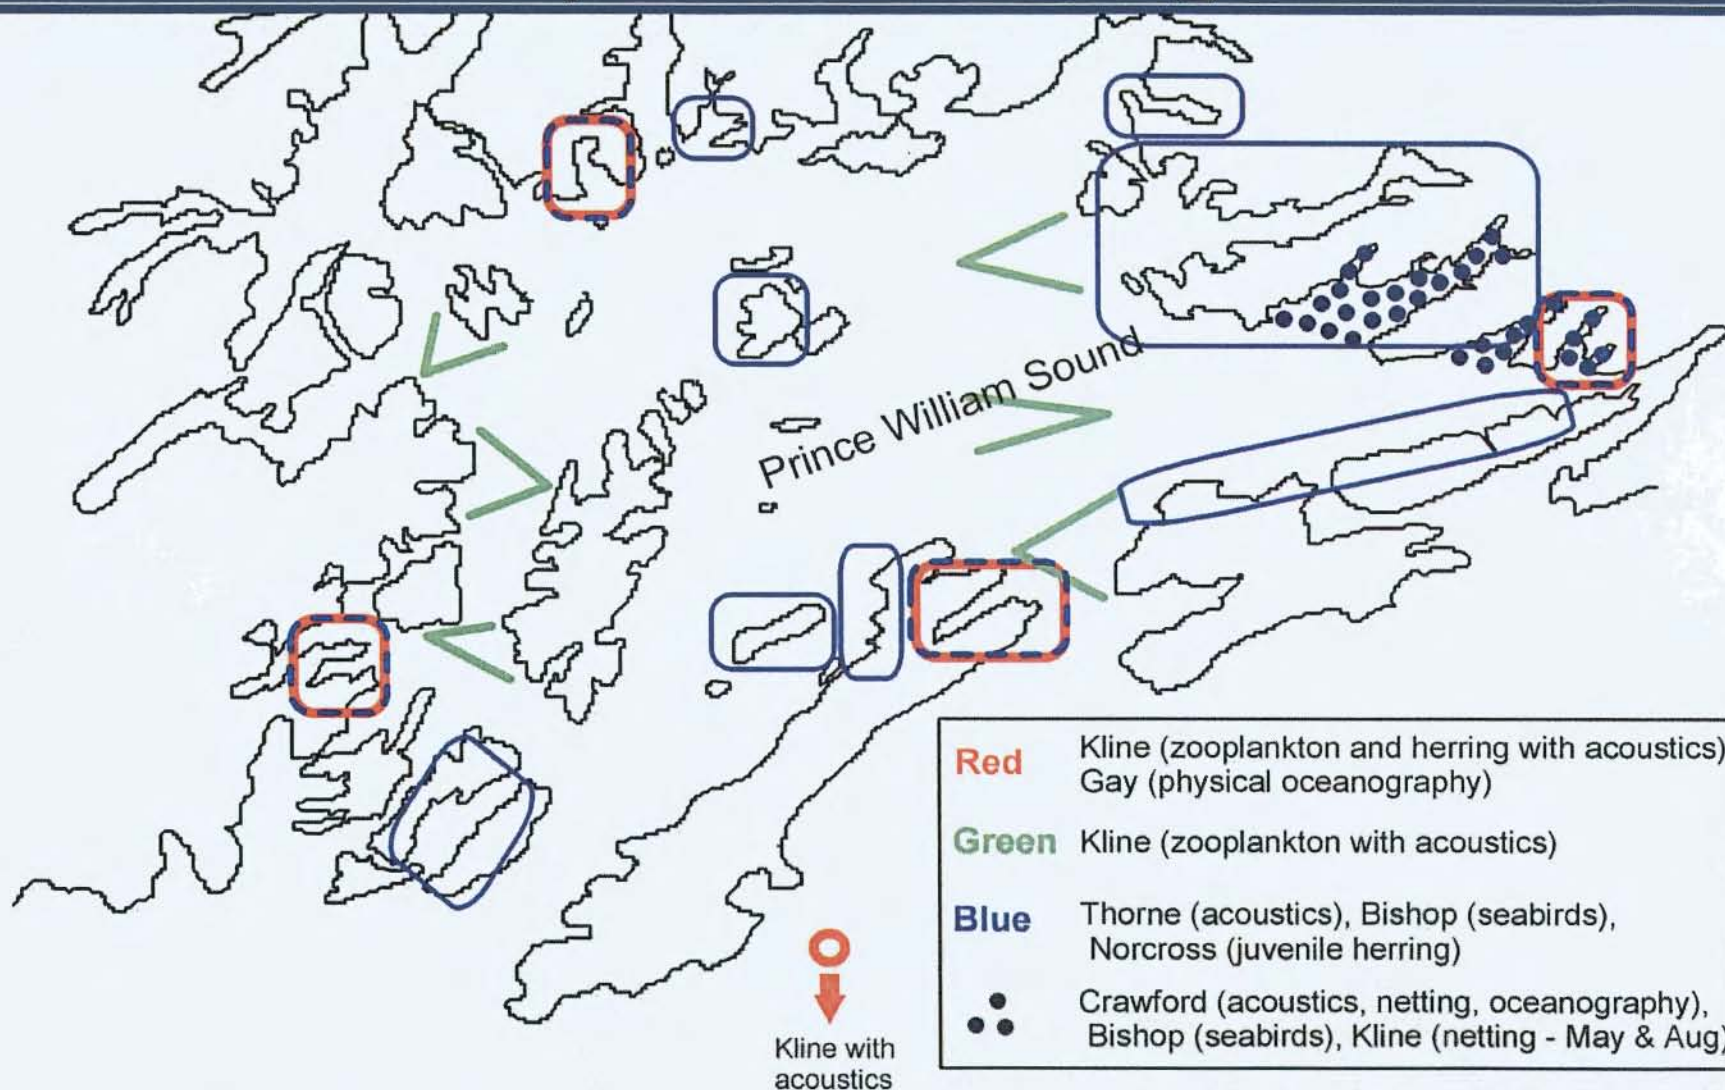 Prince William Sound
Red Kline (zooplankton and herring with acoustics)
Gay (physical oceanography)
Green Kline (zooplankton with acoustics)
Blue Thorne (acoustics), Bishop (seabirds),
Norcross (juvenile herring)
Crawford (acoustics, netting, oceanography),
Bishop (seabirds), Kline (netting - May & Aug)
Kline with
acoustics